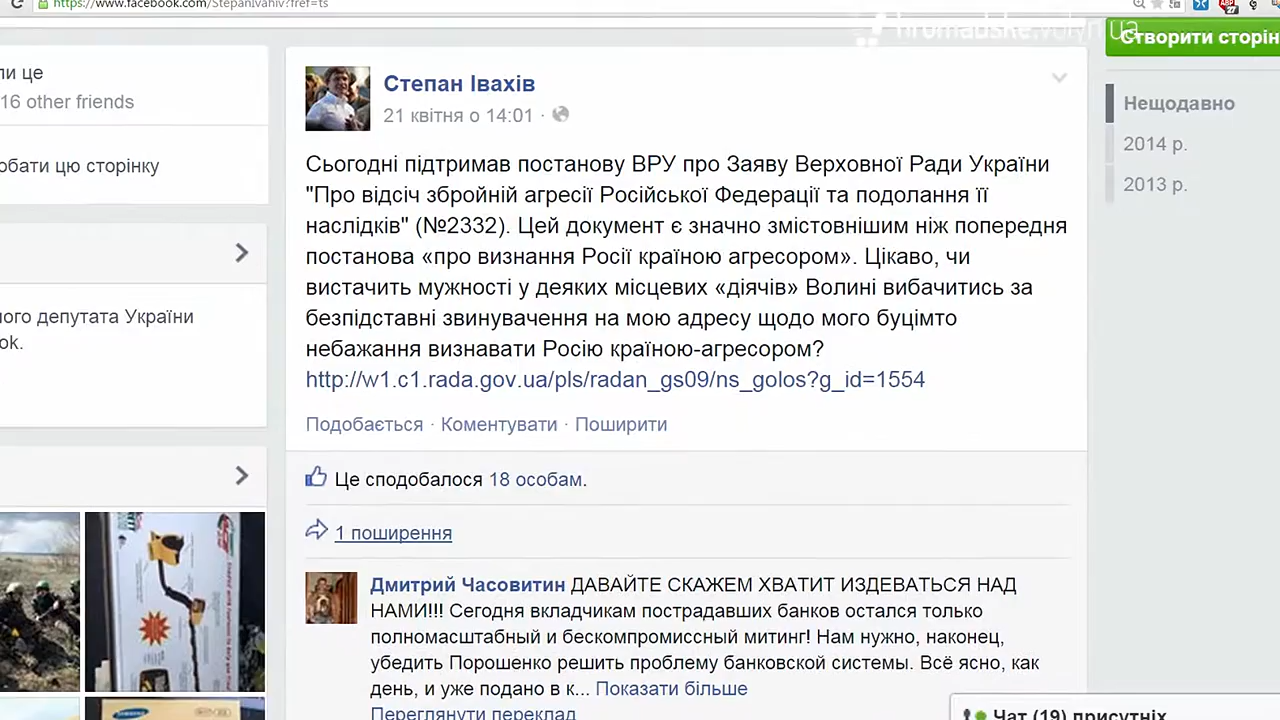 https://www.facebook.com/StepanIvahiv?fref=ts
hromadske.volyn.ua
Створити сторін
ли це
16 other friends
обати цю сторінку
ого депутата України
ok.
Степан Івахів
21 квітня о 14:01 ·
Сьогодні підтримав постанову ВРУ про Заяву Верховної Ради України
"Про відсіч збройній агресії Російської Федерації та подолання її
наслідків" (№2332). Цей документ є значно змістовнішим ніж попередня
постанова «про визнання Росії країною агресором». Цікаво, чи
вистачить мужності у деяких місцевих «діячів» Волині вибачитись за
безпідставні звинувачення на мою адресу щодо мого буцімто
небажання визнавати Росію країною-агресором?
http://w1.c1.rada.gov.ua/pls/radan_gs09/ns_golos?g_id=1554
Подобається · Коментувати · Поширити
Це сподобалося 18 особам.
1 поширення
Дмитрий Часовитин ДАВАЙТЕ СКАЖЕМ ХВАТИТ ИЗДЕВАТЬСЯ НАД
НАМИ!!! Сегодня вкладчикам пострадавших банков остался только
полномасштабный и бескомпромиссный митинг! Нам нужно, наконец,
убедить Порошенко решить проблему банковской системы. Всё ясно, как
день, и уже подано в к... Показати більше
Переглянути переклад
Нещодавно
2014 р.
2013 р.
SAMSUNG
Чат (19) присутніх